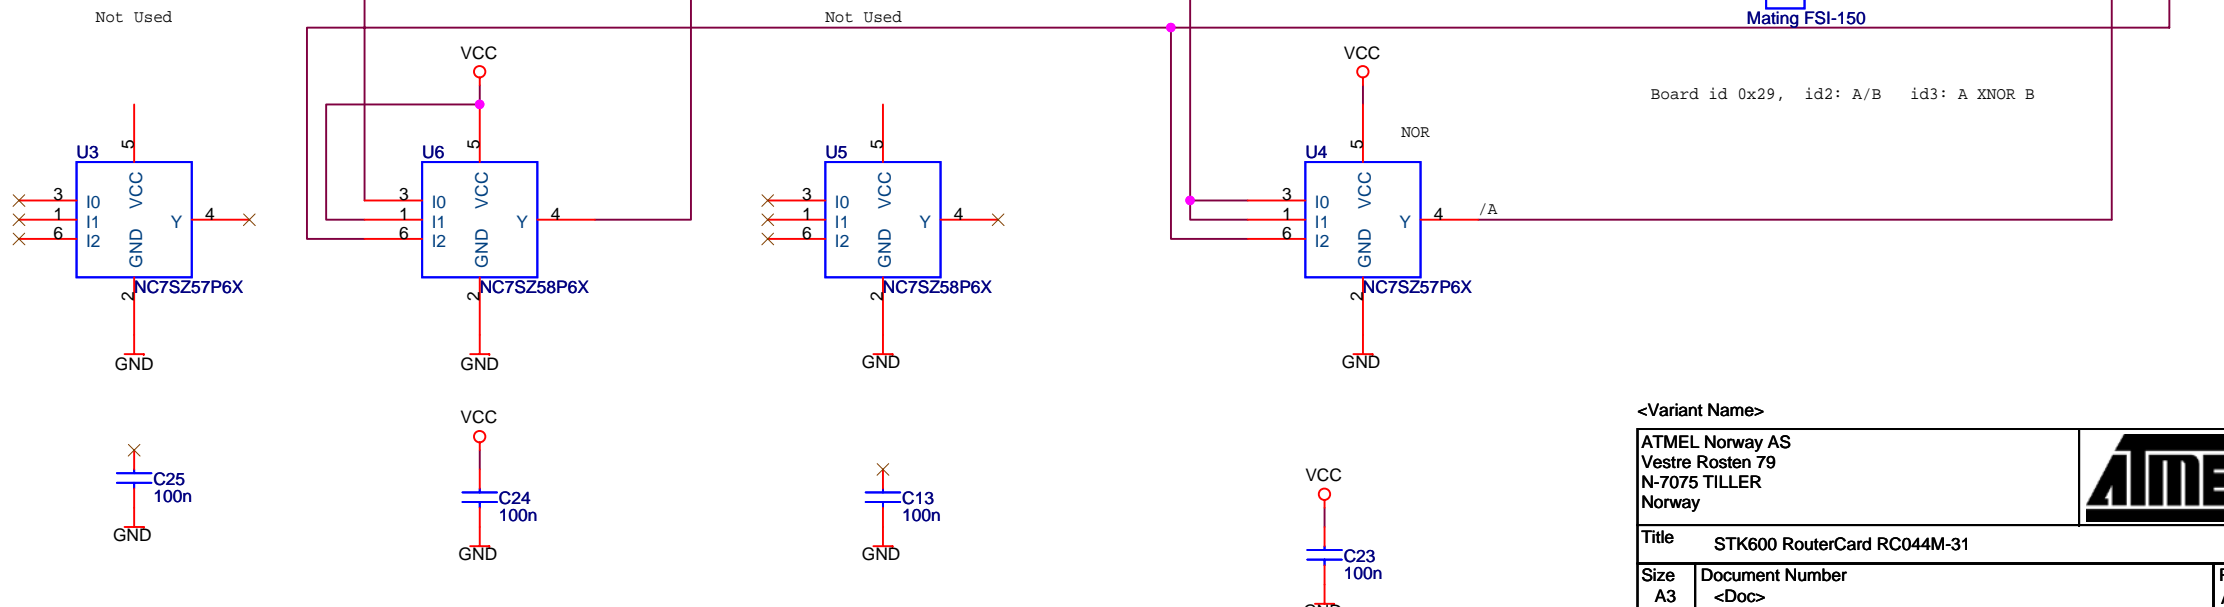 Not Used
Not Used
Mating FSI-150
VCC
VCC
Board id 0x29, id2: A/B id3: A XNOR B
NOR
U3
5
3
I0
1
I1
6
I2
VCC
GND
Y
4
2
NC7SZ57P6X
GND
U6
5
3
I0
1
I1
6
I2
VCC
GND
Y
4
2
NC7SZ58P6X
GND
U5
5
3
I0
1
I1
6
I2
VCC
GND
Y
4
2
NC7SZ58P6X
GND
U4
5
3
I0
1
I1
6
I2
VCC
GND
Y
4
/A
2
NC7SZ57P6X
GND
C25
100n
GND
VCC
C24
100n
GND
C13
100n
GND
VCC
C23
100n
GND
<Variant Name>
ATMEL Norway AS
Vestre Rosten 79
N-7075 TILLER
Norway
ATME
Title
STK600 RouterCard RC044M-31
Size
A3
Document Number
<Doc>